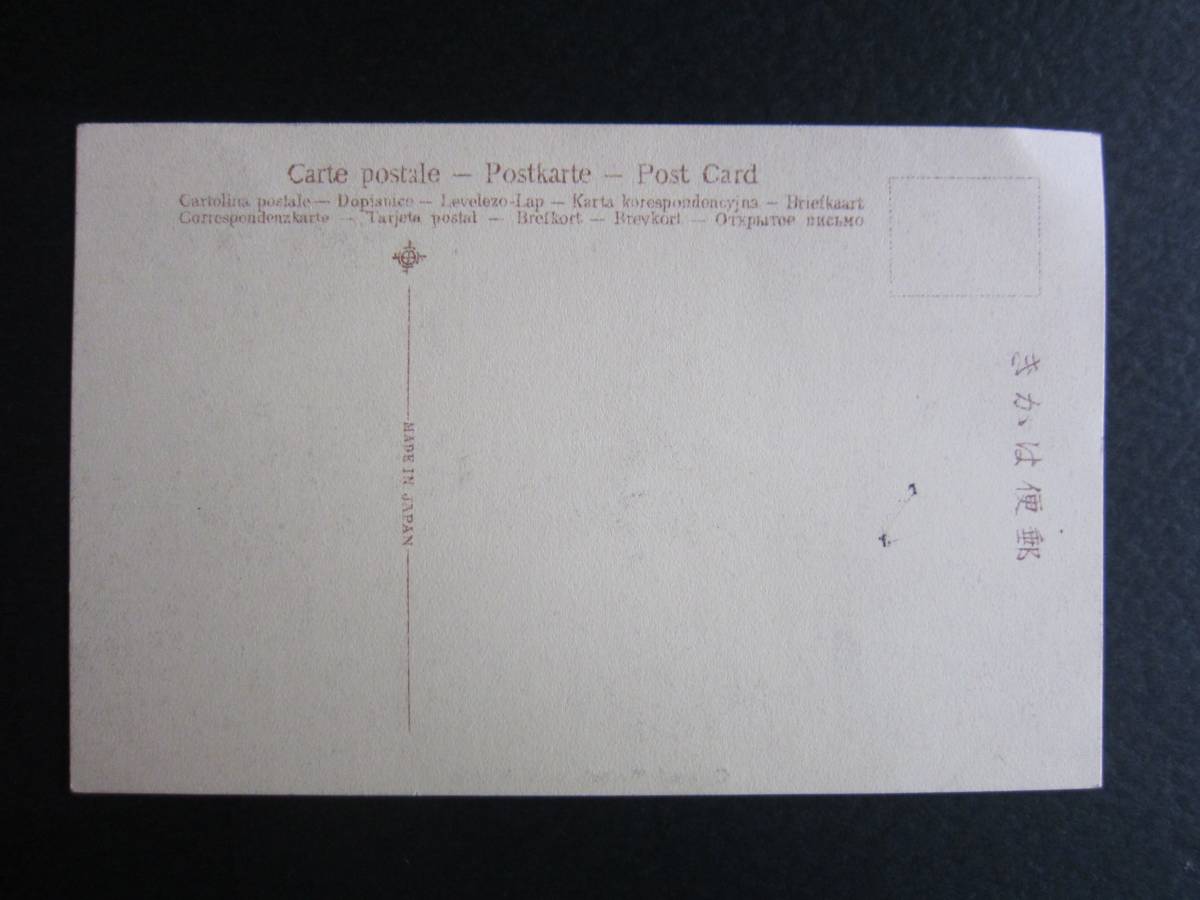 Carte postale — Postkarte — Post Card
Cartolina postale — Dopisnice — Levelezo-Lap — Karta korespondencyjna — Briefkaart
Correspondenzkarte — Tarjeta postal — Brefkort — Brevkort — Открытое письмо
MADE IN JAPAN
きかは便郵